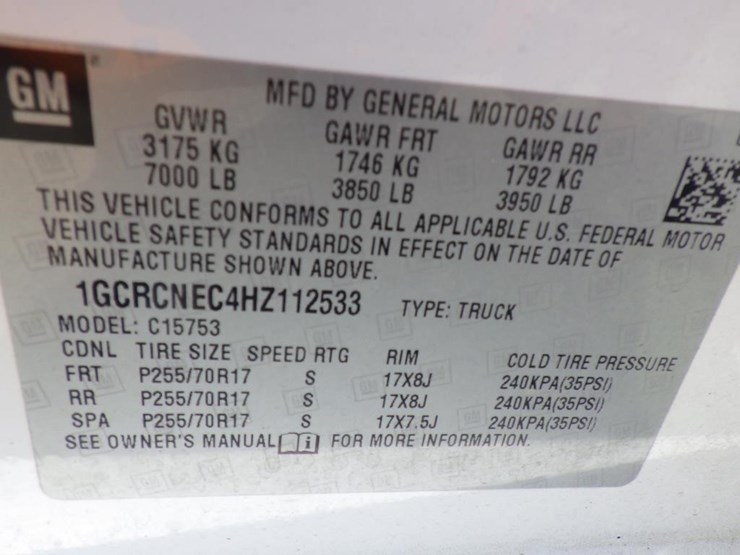 GM
MFD BY GENERAL MOTORS LLC
GVWR GAWR FRT GAWR RR
3175 KG 1746 KG 1792 KG
7000 LB 3850 LB 3950 LB
THIS VEHICLE CONFORMS TO ALL APPLICABLE U.S. FEDERAL MOTOR
VEHICLE SAFETY STANDARDS IN EFFECT ON THE DATE OF
MANUFACTURE SHOWN ABOVE.
1GCRCNEC4HZ112533 TYPE: TRUCK
MODEL: C15753
CDNL TIRE SIZE SPEED RTG RIM COLD TIRE PRESSURE
FRT P255/70R17 S 17X8J 240KPA(35PSI)
RR P255/70R17 S 17X8J 240KPA(35PSI)
SPA P255/70R17 S 17X7.5J 240KPA(35PSI)
SEE OWNER'S MANUAL i FOR MORE INFORMATION.